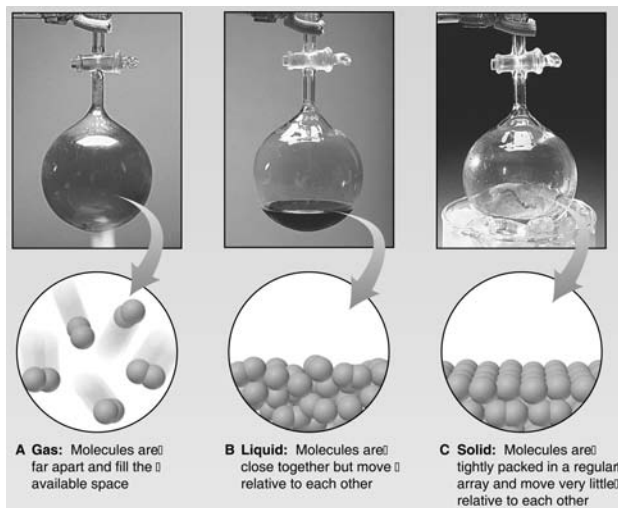 A Gas: Molecules are
far apart and fill the
available space
B Liquid: Molecules are
close together but move
relative to each other
C Solid: Molecules are
tightly packed in a regular
array and move very little
relative to each other